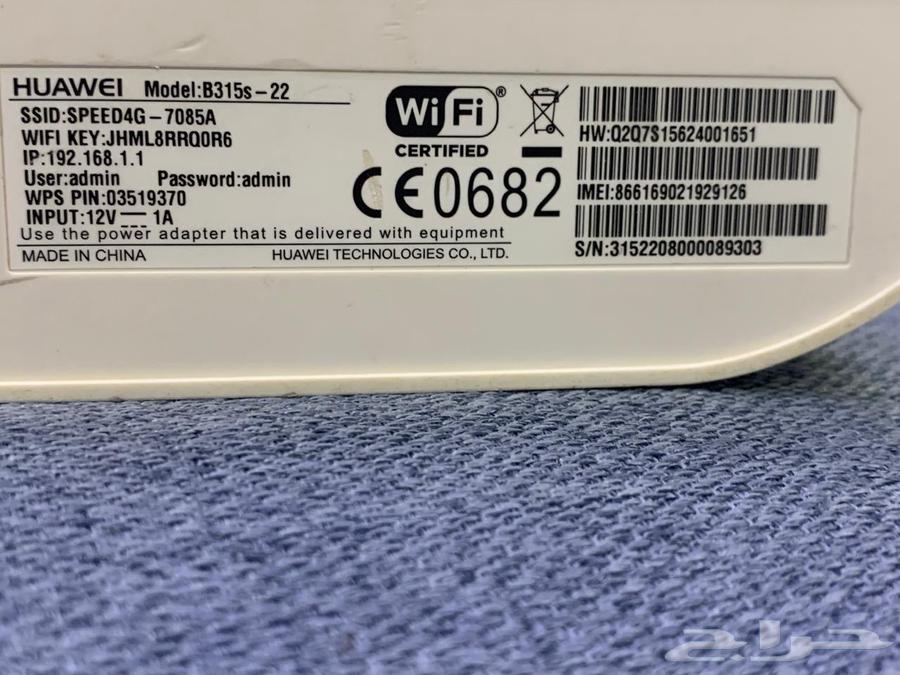 HUAWEI Model:B315s-22
SSID:SPEED4G-7085A
WIFI KEY:JHML8RRQ0R6
IP:192.168.1.1
User:admin Password:admin
WPS PIN:03519370
INPUT:12V ⎓ 1A
Use the power adapter that is delivered with equipment
MADE IN CHINA HUAWEI TECHNOLOGIES CO., LTD.
Wi Fi ®
CERTIFIED
CE0682
HW:Q2Q7S15624001651
IMEI:866169021929126
S/N:3152208000089303
حراج